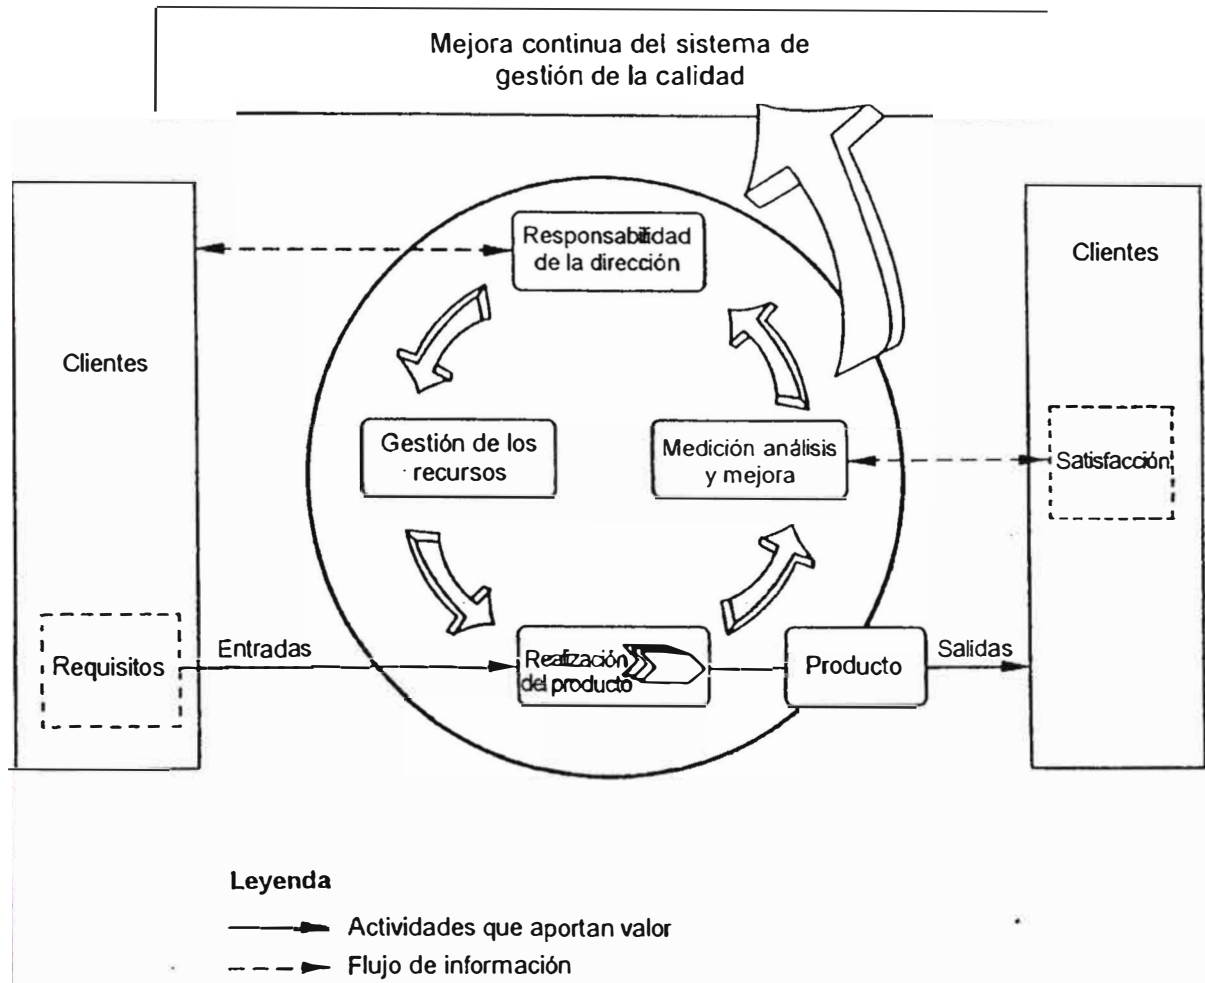 Mejora continua del sistema de
gestión de la calidad
Responsabilidad
de la dirección
Clientes
Clientes
Gestión de los
recursos
Medición análisis
y mejora
Satisfacción
Requisitos
Entradas
Realización
del producto
Producto
Salidas
Leyenda
Actividades que aportan valor
Flujo de información